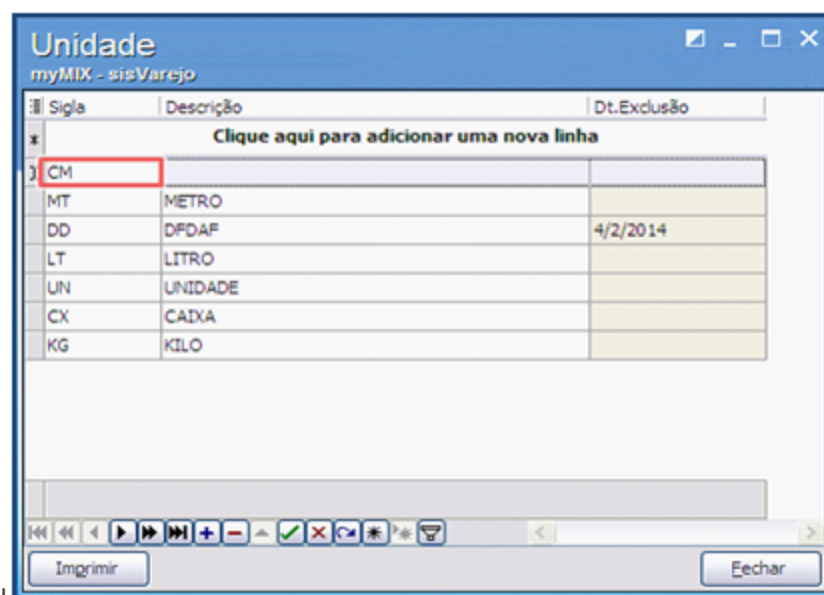 Unidade
myMIX - sisVarejo
Sigla Descrição Dt.Exclusão
Clique aqui para adicionar uma nova linha
CM
MT METRO
DD DFDAF 4/2/2014
LT LITRO
UN UNIDADE
CX CAIXA
KG KILO
Imprimir Fechar